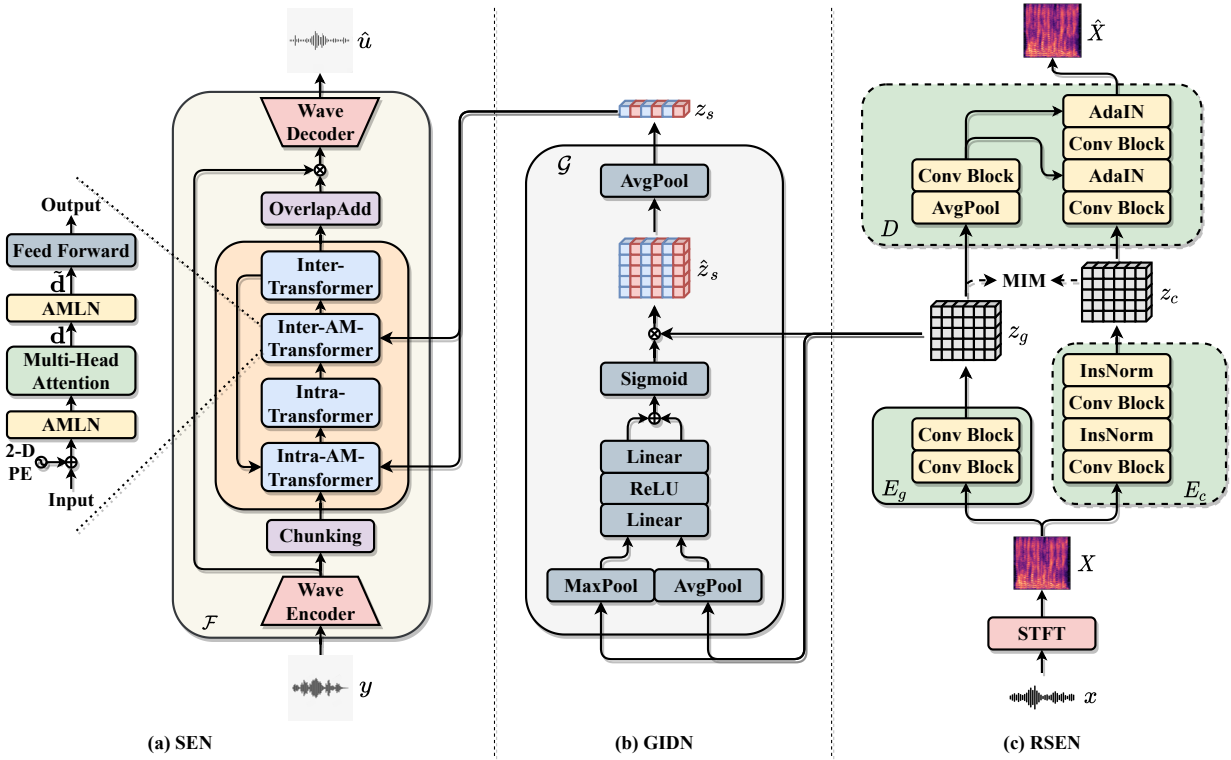 û
Wave
Decoder
⊗
OverlapAdd
Inter-
Transformer
Inter-AM-
Transformer
Intra-
Transformer
Intra-AM-
Transformer
Chunking
Wave
Encoder
ℱ
y
Output
Feed Forward
d̃
AMLN
d
Multi-Head
Attention
AMLN
2-D
PE
⊕
Input
(a) SEN
z_s
𝒢
AvgPool
ẑ_s
⊗
Sigmoid
⊕
Linear
ReLU
Linear
MaxPool
AvgPool
(b) GIDN
X̂
AdaIN
Conv Block
AdaIN
Conv Block
Conv Block
AvgPool
D
MIM
z_g
z_c
Conv Block
Conv Block
E_g
InsNorm
Conv Block
InsNorm
Conv Block
E_c
X
STFT
x
(c) RSEN